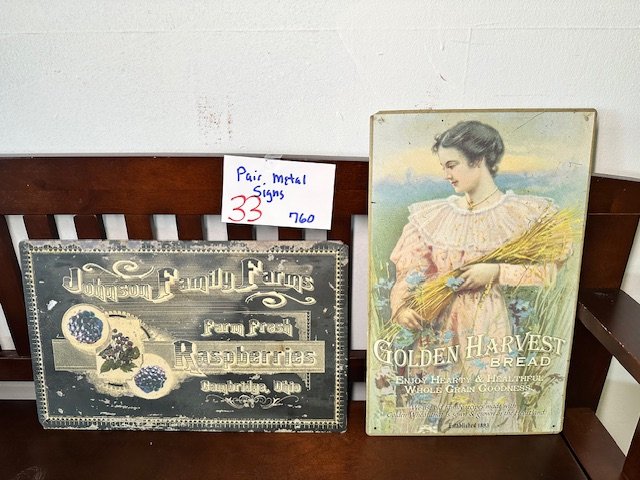 Pair Metal
Signs
33
760
Johnson Family Farms
Farm Fresh
Raspberries
Cambridge, Ohio
GOLDEN HARVEST
BREAD
ENJOY HEARTY & HEALTHFUL
WHOLE GRAIN GOODNESS
Established 1883